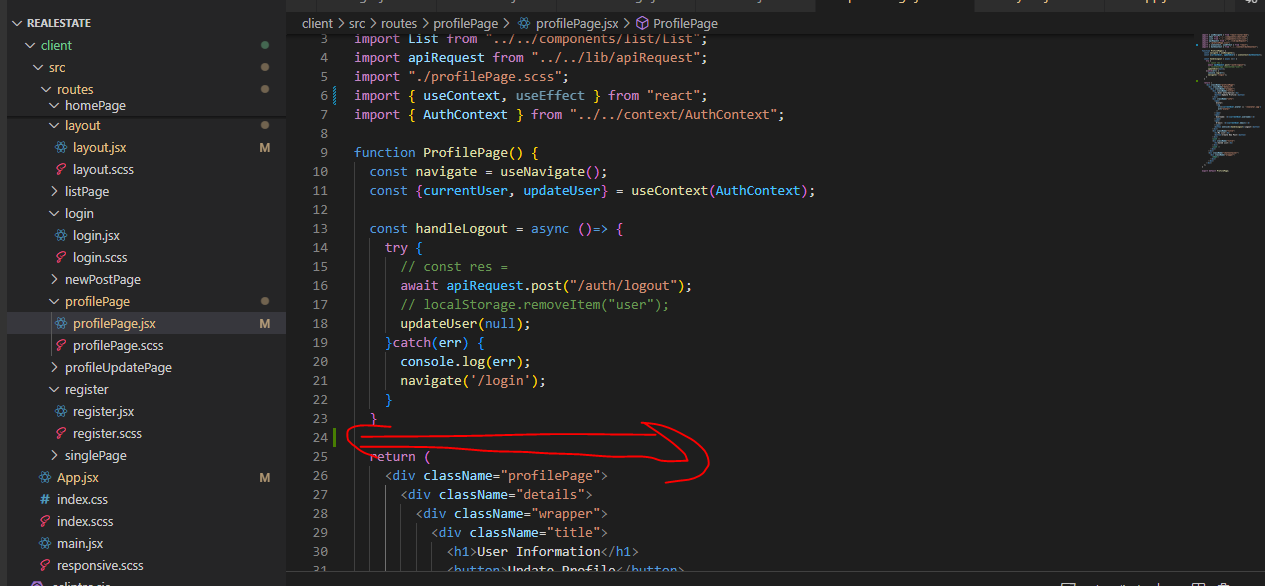 REALESTATE
client
src
routes
homePage
layout
layout.jsx M
layout.scss
listPage
login
login.jsx
login.scss
newPostPage
profilePage
profilePage.jsx M
profilePage.scss
profileUpdatePage
register
register.jsx
register.scss
singlePage
App.jsx M
index.css
index.scss
main.jsx
responsive.scss
client > src > routes > profilePage > profilePage.jsx > ProfilePage
3 import List from "../../components/list/List";
4 import apiRequest from "../../lib/apiRequest";
5 import "./profilePage.scss";
6 import { useContext, useEffect } from "react";
7 import { AuthContext } from "../../context/AuthContext";
8
9 function ProfilePage() {
10 const navigate = useNavigate();
11 const {currentUser, updateUser} = useContext(AuthContext);
12
13 const handleLogout = async ()=> {
14 try {
15 // const res =
16 await apiRequest.post("/auth/logout");
17 // localStorage.removeItem("user");
18 updateUser(null);
19 }catch(err) {
20 console.log(err);
21 navigate('/login');
22 }
23 }
24
25 return (
26 <div className="profilePage">
27 <div className="details">
28 <div className="wrapper">
29 <div className="title">
30 <h1>User Information</h1>
31 <button>Update Profile</button>